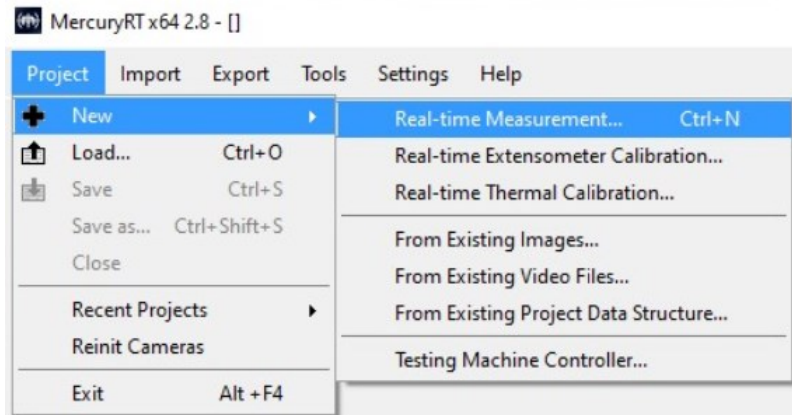 MercuryRT x64 2.8 - []
Project Import Export Tools Settings Help
New
Load... Ctrl+O
Save Ctrl+S
Save as... Ctrl+Shift+S
Close
Recent Projects
Reinit Cameras
Exit Alt +F4
Real-time Measurement... Ctrl+N
Real-time Extensometer Calibration...
Real-time Thermal Calibration...
From Existing Images...
From Existing Video Files...
From Existing Project Data Structure...
Testing Machine Controller...